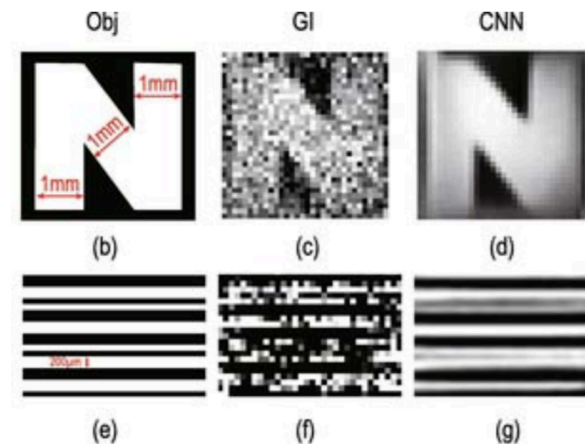 Obj GI CNN
1mm
1mm
1mm
(b) (c) (d)
200μm
(e) (f) (g)